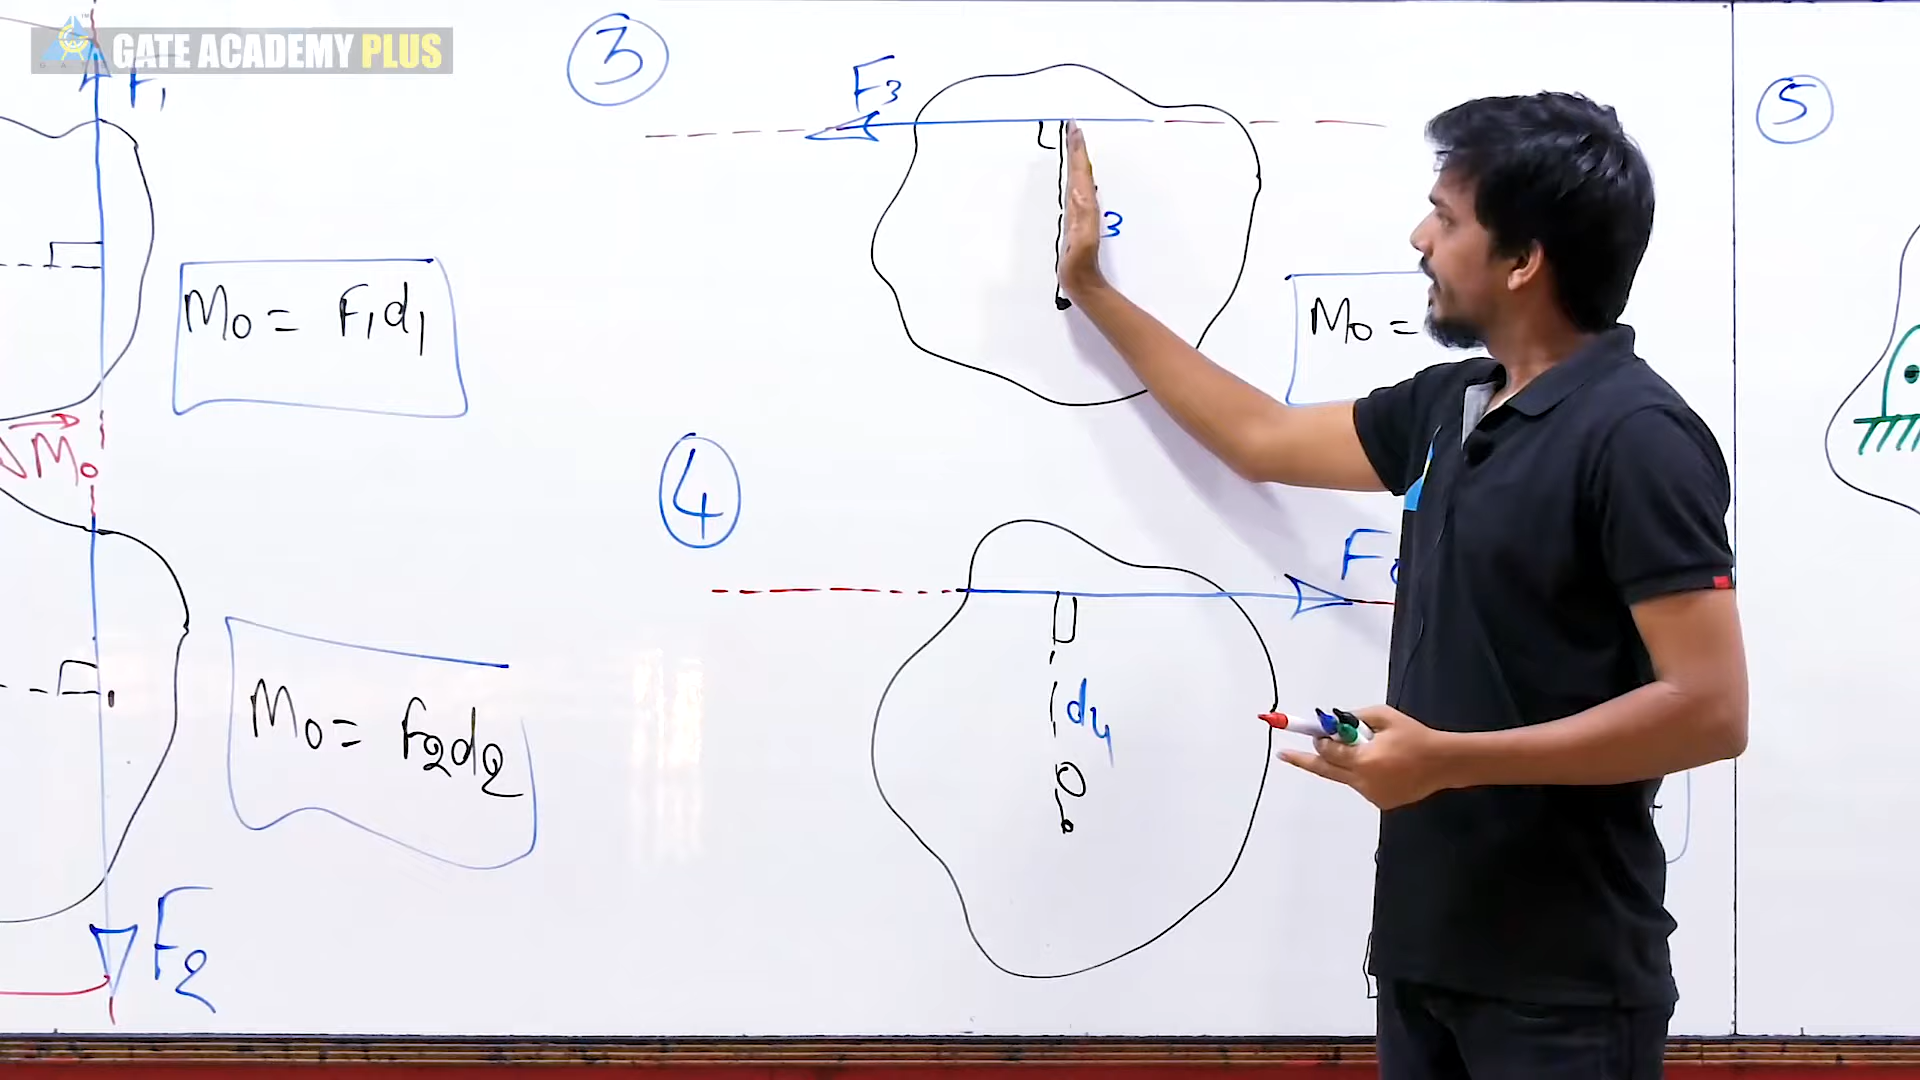 GATE ACADEMY PLUS
F₁
M₀ = F₁d₁
M₀
M₀ = F₂d₂
F₂
3
F₃
3
M₀ =
4
F
d₄
O
5